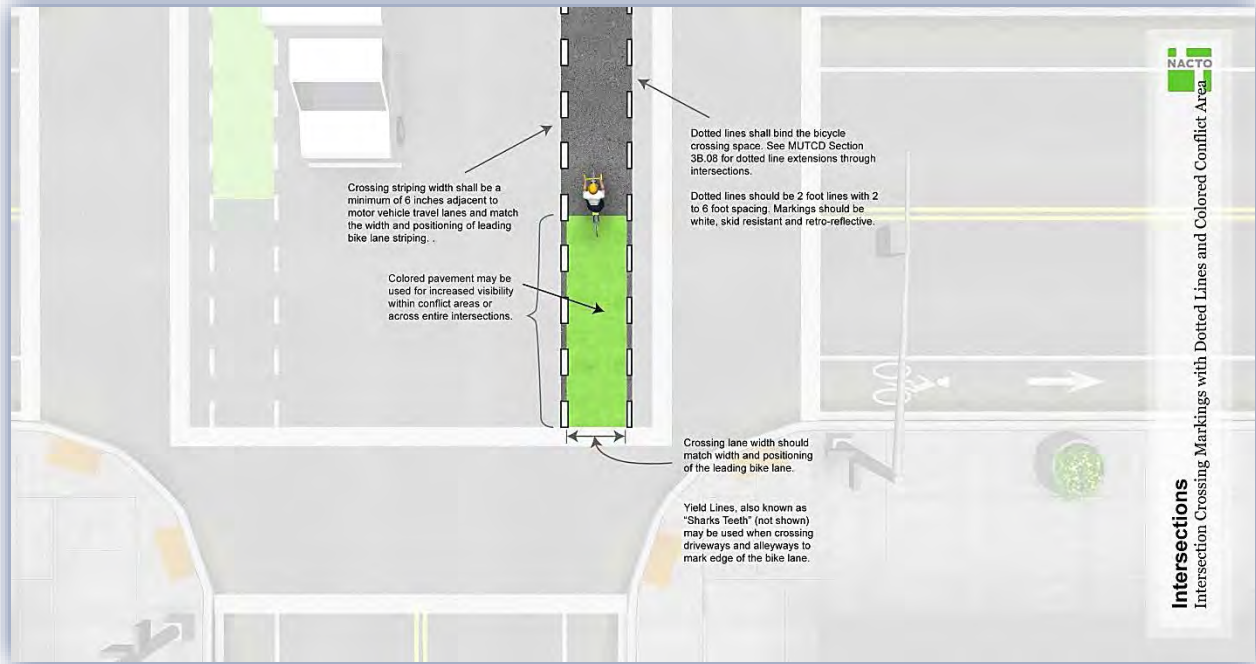 NACTO
Intersections
Intersection Crossing Markings with Dotted Lines and Colored Conflict Area
Dotted lines shall bind the bicycle
crossing space. See MUTCD Section
3B.08 for dotted line extensions through
intersections.
Dotted lines should be 2 foot lines with 2
to 6 foot spacing. Markings should be
white, skid resistant and retro-reflective.
Crossing striping width shall be a
minimum of 6 inches adjacent to
motor vehicle travel lanes and match
the width and positioning of leading
bike lane striping. .
Colored pavement may be
used for increased visibility
within conflict areas or
across entire intersections.
Crossing lane width should
match width and positioning
of the leading bike lane.
Yield Lines, also known as
“Sharks Teeth” (not shown)
may be used when crossing
driveways and alleyways to
mark edge of the bike lane.